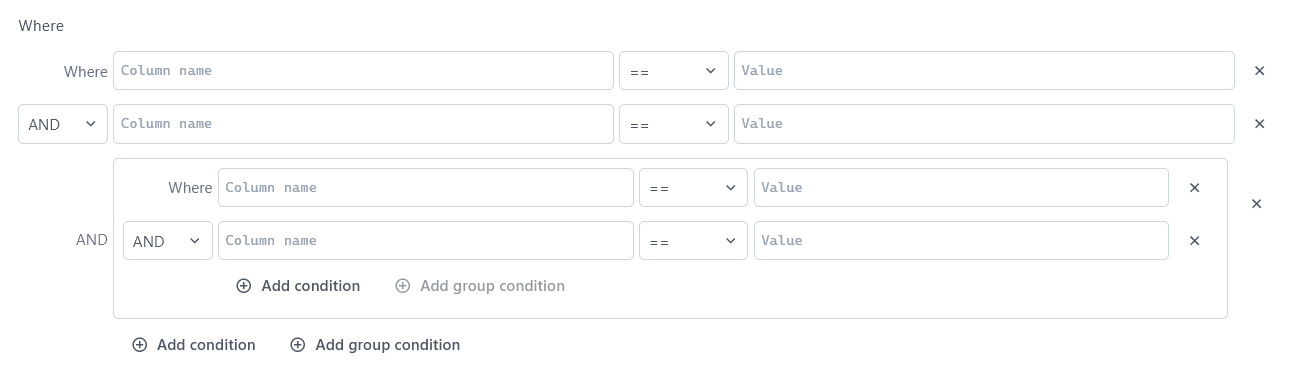 Where
Where Column name == Value
AND Column name == Value
Where Column name == Value
AND AND Column name == Value
Add condition Add group condition
Add condition Add group condition